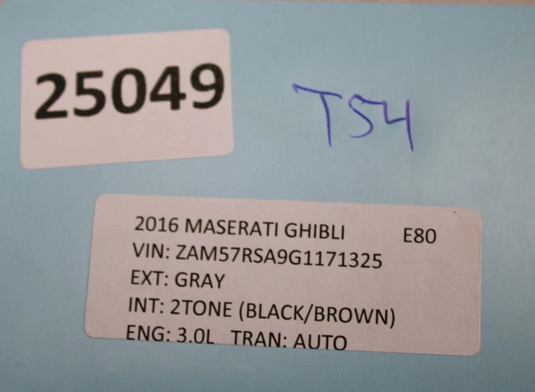 25049
T54
2016 MASERATI GHIBLI E80
VIN: ZAM57RSA9G1171325
EXT: GRAY
INT: 2TONE (BLACK/BROWN)
ENG: 3.0L TRAN: AUTO